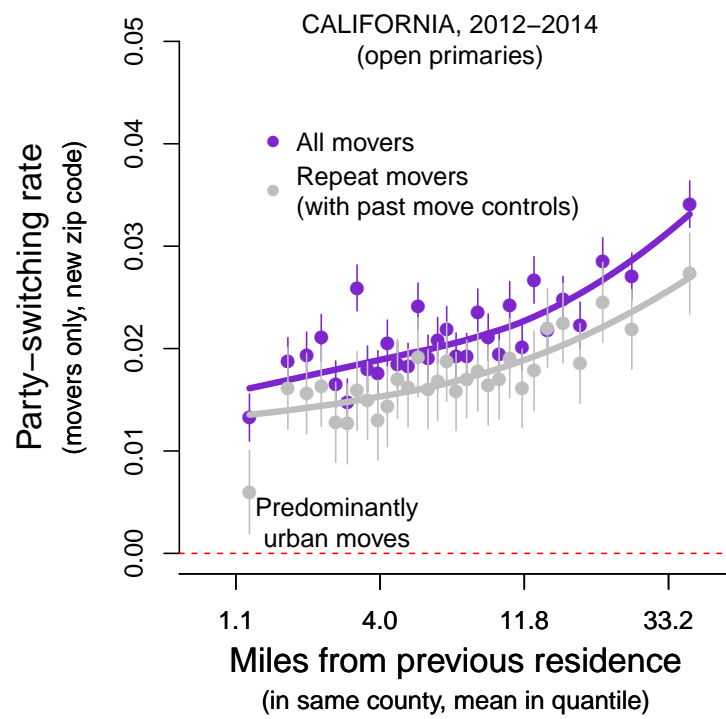 CALIFORNIA, 2012−2014
(open primaries)
All movers
Repeat movers
(with past move controls)
Party−switching rate
(movers only, new zip code)
0.05
0.04
0.03
0.02
0.01
0.00
Predominantly
urban moves
1.1 4.0 11.8 33.2
Miles from previous residence
(in same county, mean in quantile)